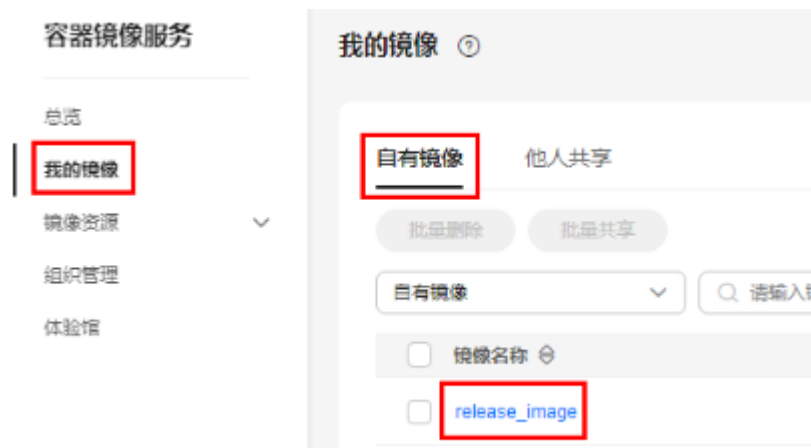 容器镜像服务
总览
我的镜像
镜像资源
组织管理
体验馆
我的镜像
自有镜像 他人共享
批量删除 批量共享
自有镜像 请输入
镜像名称
release_image